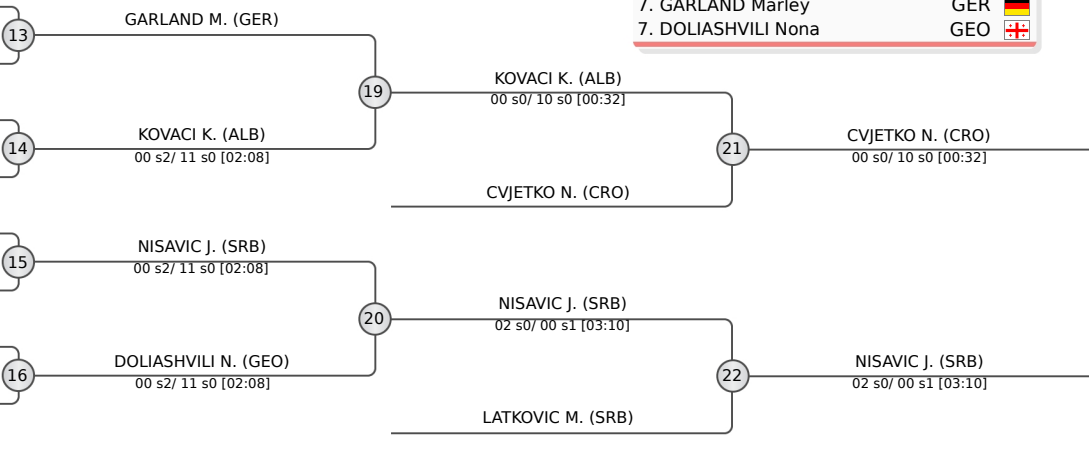 7. GARLAND Marley GER
7. DOLIASHVILI Nona GEO
GARLAND M. (GER)
13
KOVACI K. (ALB)
00 s0/ 10 s0 [00:32]
19
KOVACI K. (ALB)
00 s2/ 11 s0 [02:08]
14
CVJETKO N. (CRO)
00 s0/ 10 s0 [00:32]
21
CVJETKO N. (CRO)
NISAVIC J. (SRB)
00 s2/ 11 s0 [02:08]
15
NISAVIC J. (SRB)
02 s0/ 00 s1 [03:10]
20
DOLIASHVILI N. (GEO)
00 s2/ 11 s0 [02:08]
16
NISAVIC J. (SRB)
02 s0/ 00 s1 [03:10]
22
LATKOVIC M. (SRB)